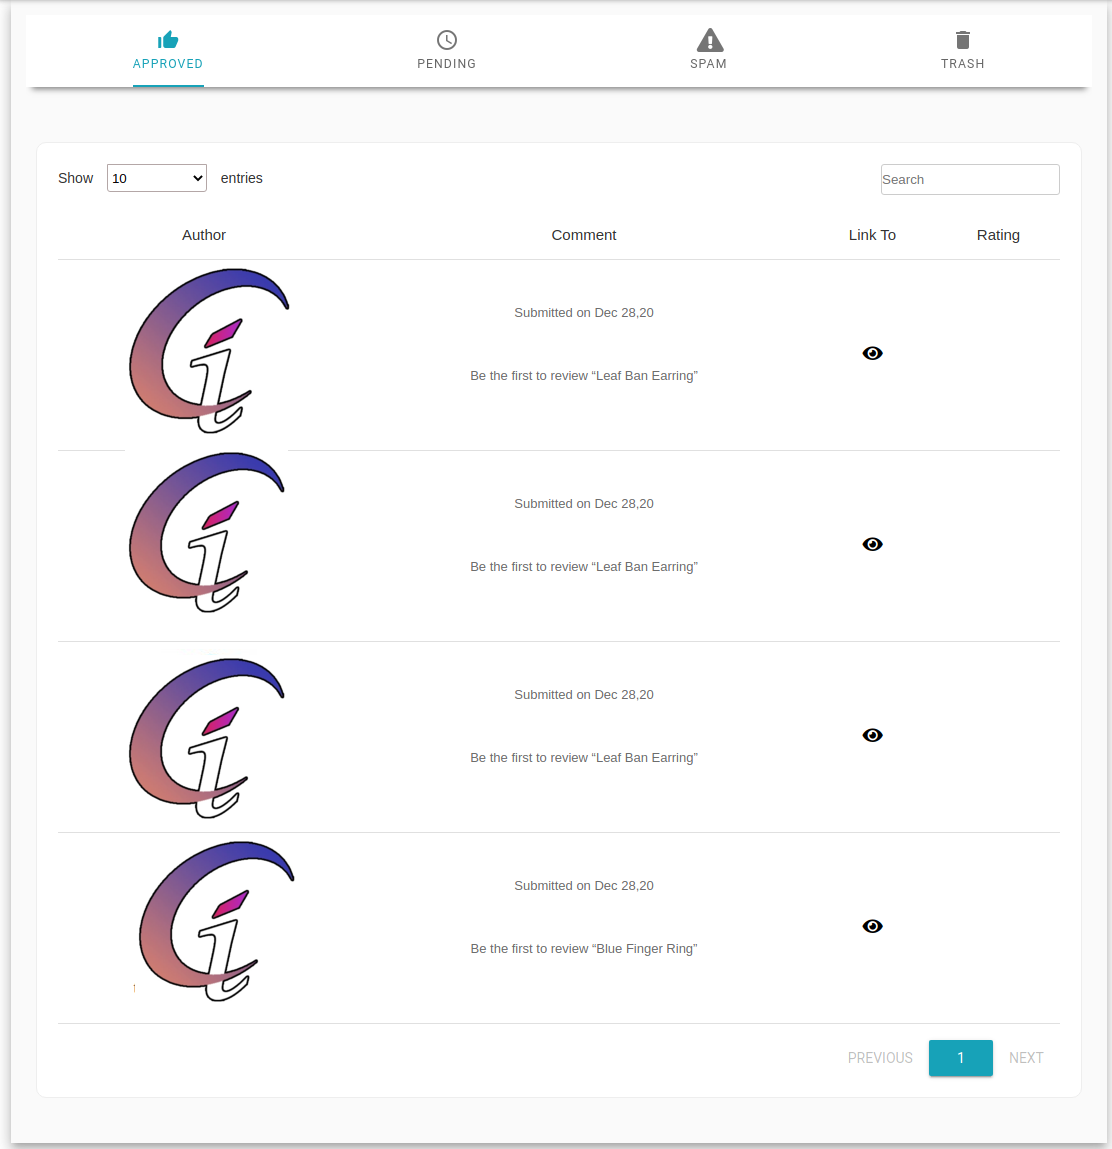 APPROVED PENDING SPAM TRASH
Show 10 entries Search
Author Comment Link To Rating
Submitted on Dec 28,20
Be the first to review “Leaf Ban Earring”
Submitted on Dec 28,20
Be the first to review “Leaf Ban Earring”
Submitted on Dec 28,20
Be the first to review “Leaf Ban Earring”
Submitted on Dec 28,20
Be the first to review “Blue Finger Ring”
PREVIOUS 1 NEXT